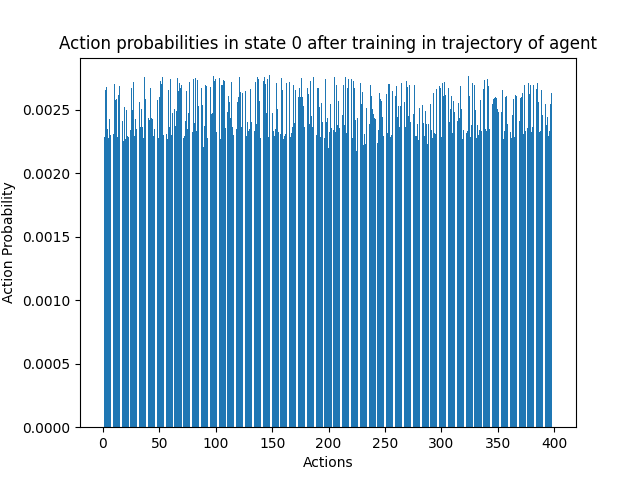 Action probabilities in state 0 after training in trajectory of agent
0.0025
0.0020
0.0015
0.0010
0.0005
0.0000
Action Probability
0 50 100 150 200 250 300 350 400
Actions